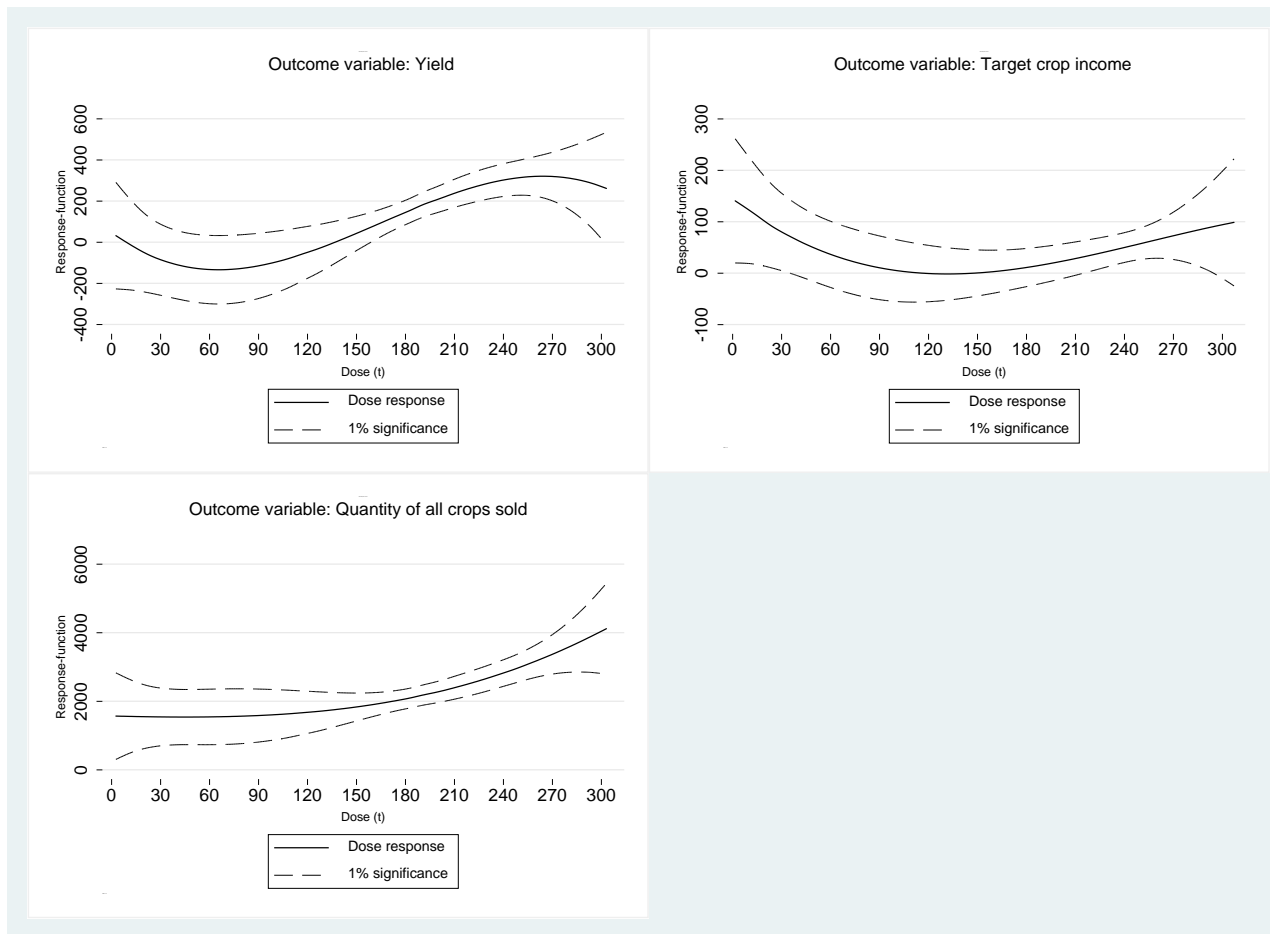 Outcome variable: Yield
Response-function
600
400
200
0
-200
-400
0 30 60 90 120 150 180 210 240 270 300
Dose (t)
Dose response
1% significance
Outcome variable: Target crop income
Response-function
300
200
100
0
-100
0 30 60 90 120 150 180 210 240 270 300
Dose (t)
Dose response
1% significance
Outcome variable: Quantity of all crops sold
Response-function
6000
4000
2000
0
0 30 60 90 120 150 180 210 240 270 300
Dose (t)
Dose response
1% significance